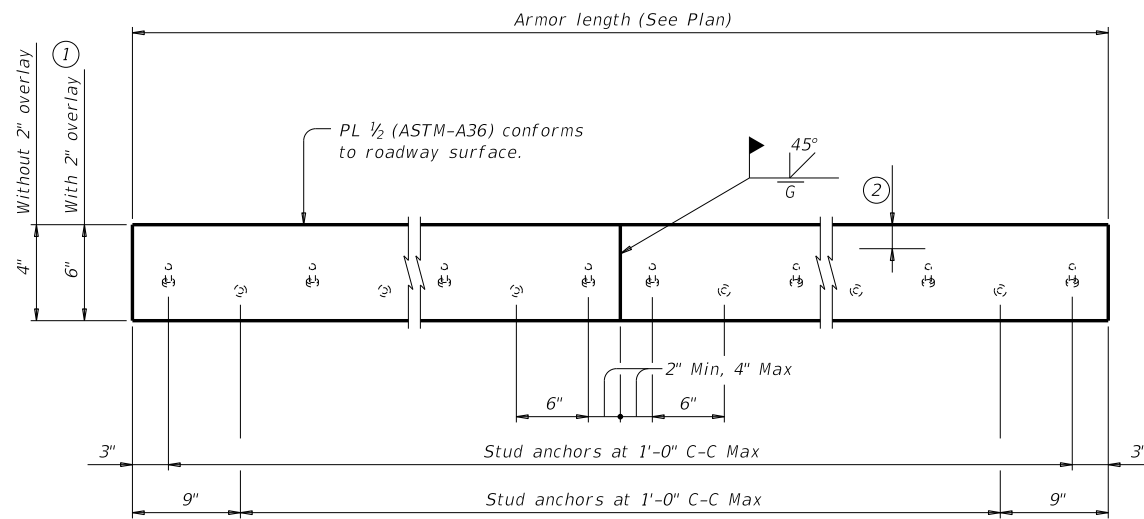 Armor length (See Plan)
1
Without 2" overlay
With 2" overlay
PL ½ (ASTM-A36) conforms
to roadway surface.
45°
G
2
4"
6"
2" Min, 4" Max
6"
6"
3"
Stud anchors at 1'-0" C-C Max
3"
9"
Stud anchors at 1'-0" C-C Max
9"